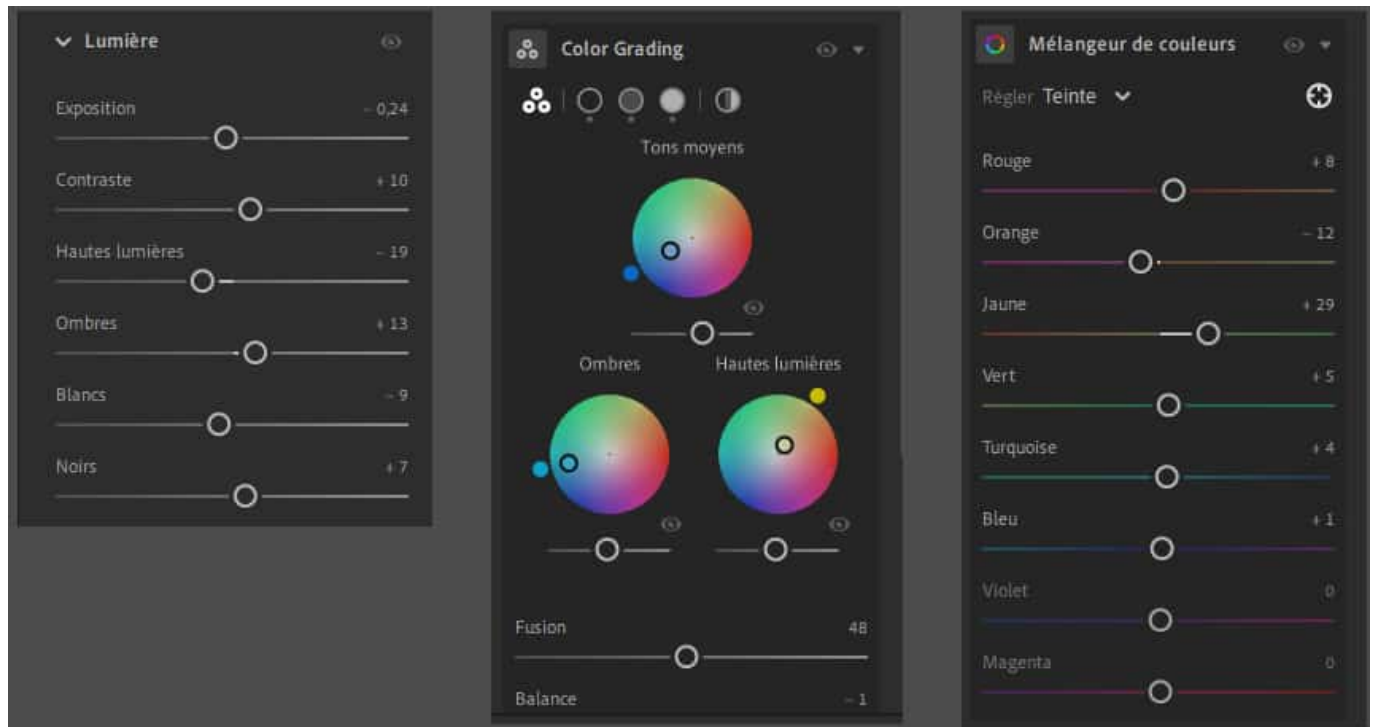 Lumière
Exposition - 0,24
Contraste + 10
Hautes lumières - 19
Ombres + 13
Blancs - 9
Noirs + 7
Color Grading
Tons moyens
Ombres Hautes lumières
Fusion 48
Balance - 1
Mélangeur de couleurs
Régler Teinte
Rouge + 8
Orange - 12
Jaune + 29
Vert + 5
Turquoise + 4
Bleu + 1
Violet 0
Magenta 0